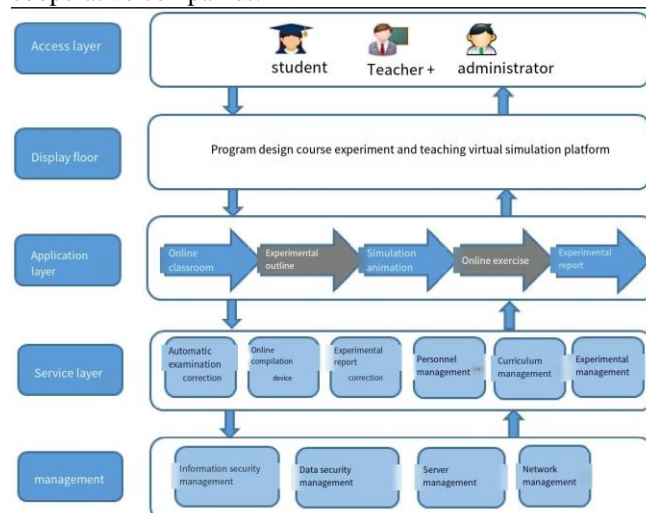 cooperative companies.
Access layer
student
Teacher +
administrator
Display floor
Program design course experiment and teaching virtual simulation platform
Application
layer
Online
classroom
Experimental
outline
Simulation
animation
Online exercise
Experimental
report
Service layer
Automatic
examination
correction
Online
compilation
device
Experimental
report
correction
Personnel
management
Curriculum
management
Experimental
management
management
Information security
management
Data security
management
Server
management
Network
management